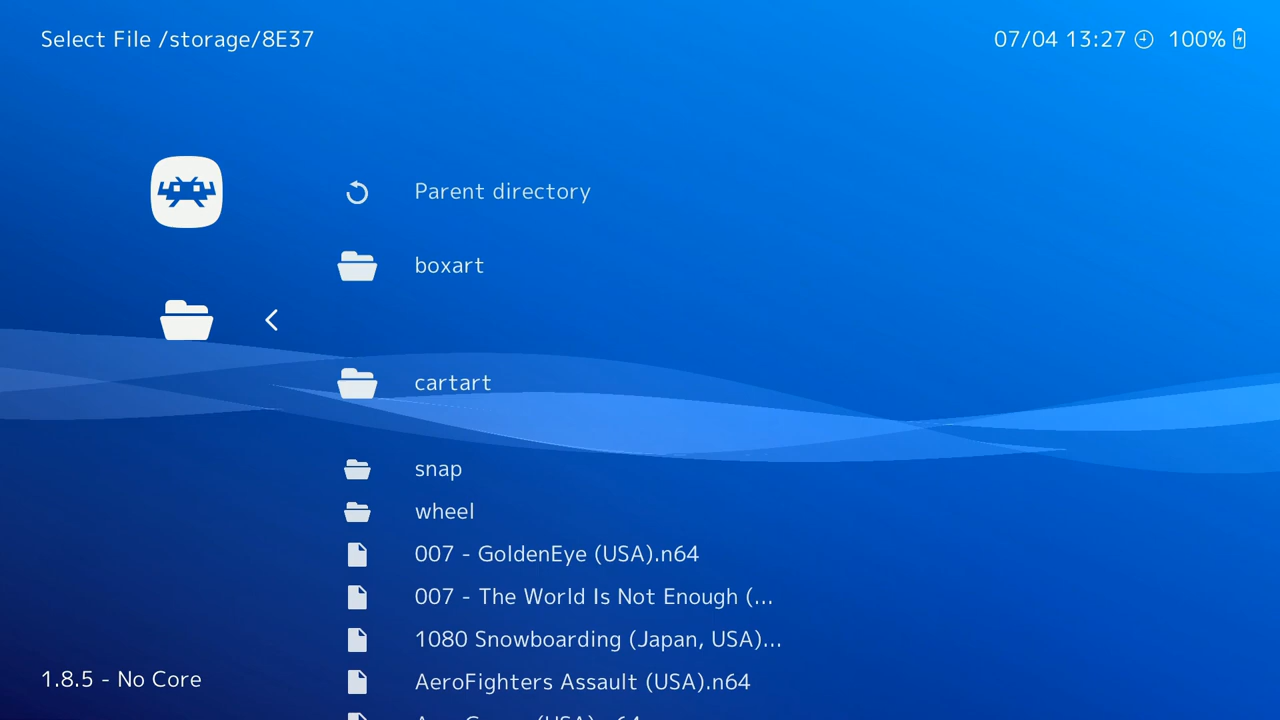 Select File /storage/8E37
07/04 13:27 100%
Parent directory
boxart
cartart
snap
wheel
007 - GoldenEye (USA).n64
007 - The World Is Not Enough (...
1080 Snowboarding (Japan, USA)...
AeroFighters Assault (USA).n64
1.8.5 - No Core